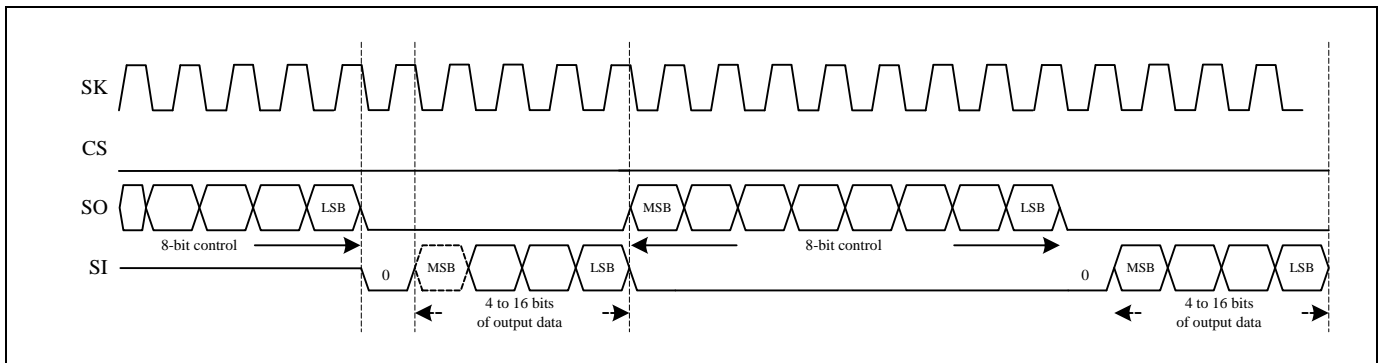 SK
CS
SO
LSB
MSB
LSB
8-bit control
8-bit control
SI
0
MSB
LSB
0
MSB
LSB
4 to 16 bits
of output data
4 to 16 bits
of output data